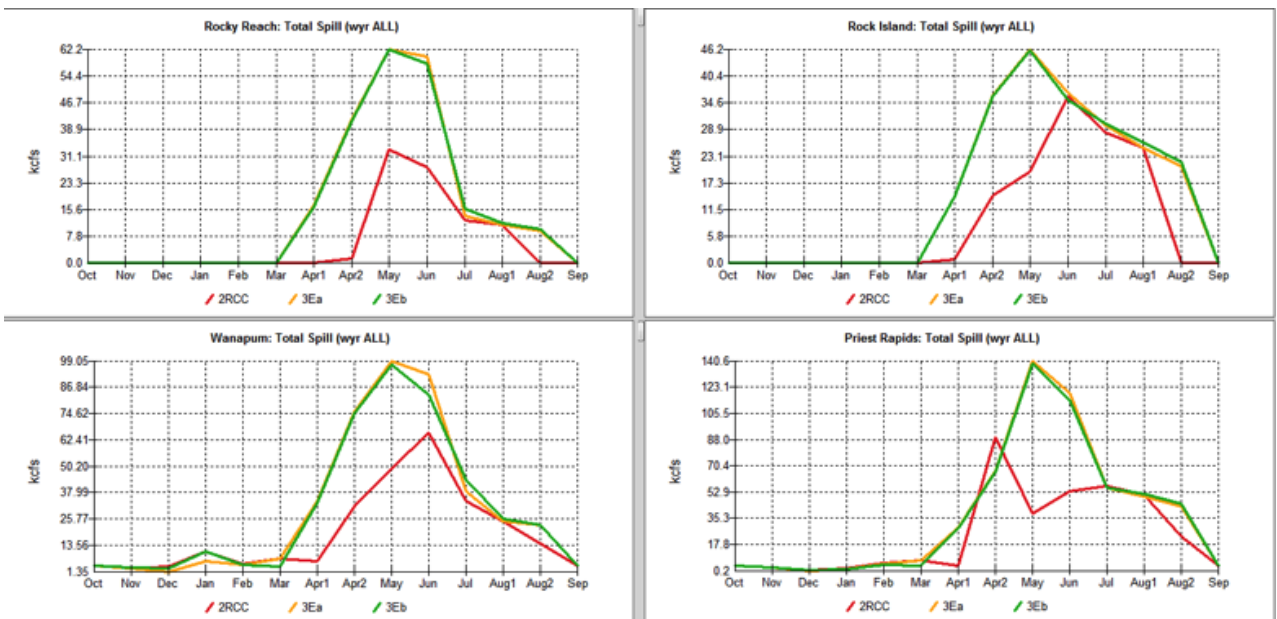 Rocky Reach: Total Spill (wyr ALL)
62.2
54.4
46.7
38.9
31.1
23.3
15.6
7.8
0.0
kcfs
Oct Nov Dec Jan Feb Mar Apr1 Apr2 May Jun Jul Aug1 Aug2 Sep
2RCC 3Ea 3Eb
Rock Island: Total Spill (wyr ALL)
46.2
40.4
34.6
28.9
23.1
17.3
11.5
5.8
0.0
kcfs
Oct Nov Dec Jan Feb Mar Apr1 Apr2 May Jun Jul Aug1 Aug2 Sep
2RCC 3Ea 3Eb
Wanapum: Total Spill (wyr ALL)
99.05
86.84
74.62
62.41
50.20
37.99
25.77
13.56
1.35
kcfs
Oct Nov Dec Jan Feb Mar Apr1 Apr2 May Jun Jul Aug1 Aug2 Sep
2RCC 3Ea 3Eb
Priest Rapids: Total Spill (wyr ALL)
140.6
123.1
105.5
88.0
70.4
52.9
35.3
17.8
0.2
kcfs
Oct Nov Dec Jan Feb Mar Apr1 Apr2 May Jun Jul Aug1 Aug2 Sep
2RCC 3Ea 3Eb